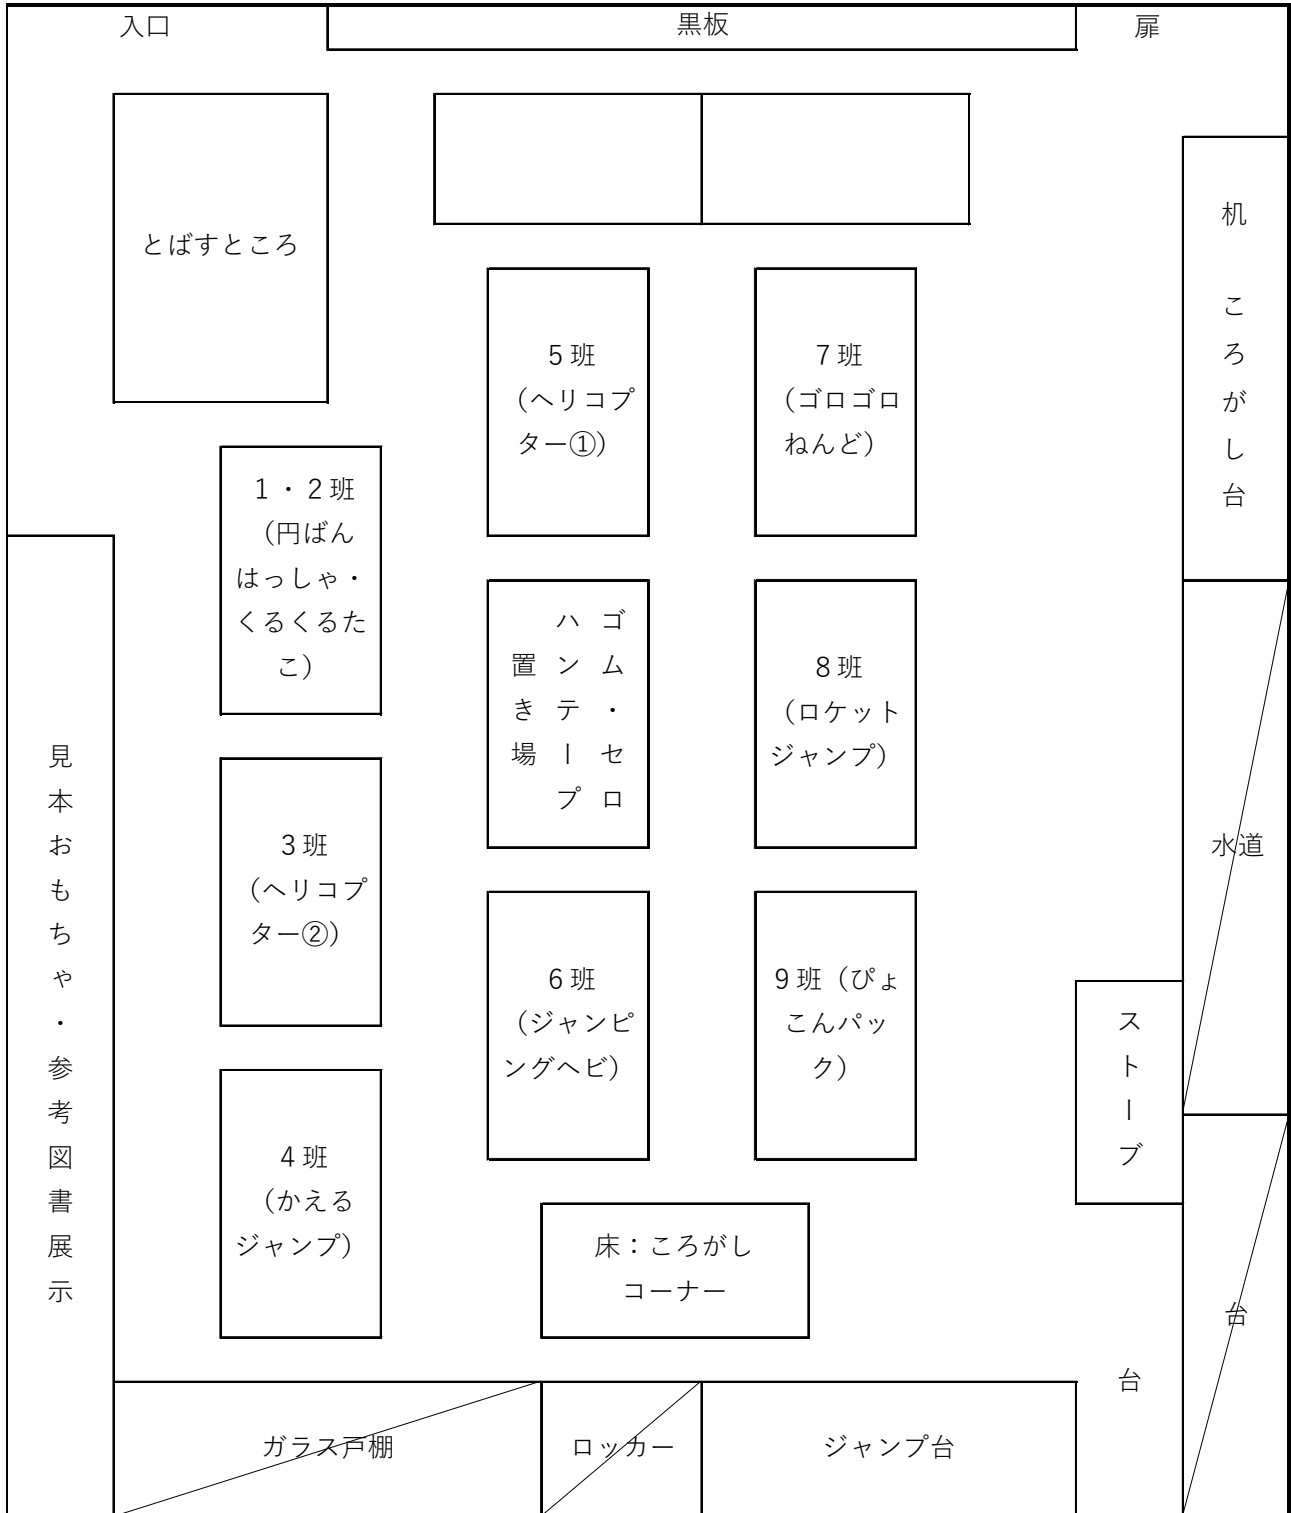 入口
黒板
扉
とばすところ
机　ころがし台
5班
（ヘリコプ
ター①）
7班
（ゴロゴロ
ねんど）
1・2班
（円ばん
はっしゃ・
くるくるた
こ）
見本おもちゃ・参考図書展示
ゴム・セロ
ハンテープ
置き場
8班
（ロケット
ジャンプ）
水道
3班
（ヘリコプ
ター②）
6班
（ジャンピ
ングヘビ）
9班（ぴょ
こんパッ
ク）
ストーブ
4班
（かえる
ジャンプ）
床：ころがし
コーナー
台
台
ガラス戸棚
ロッカー
ジャンプ台